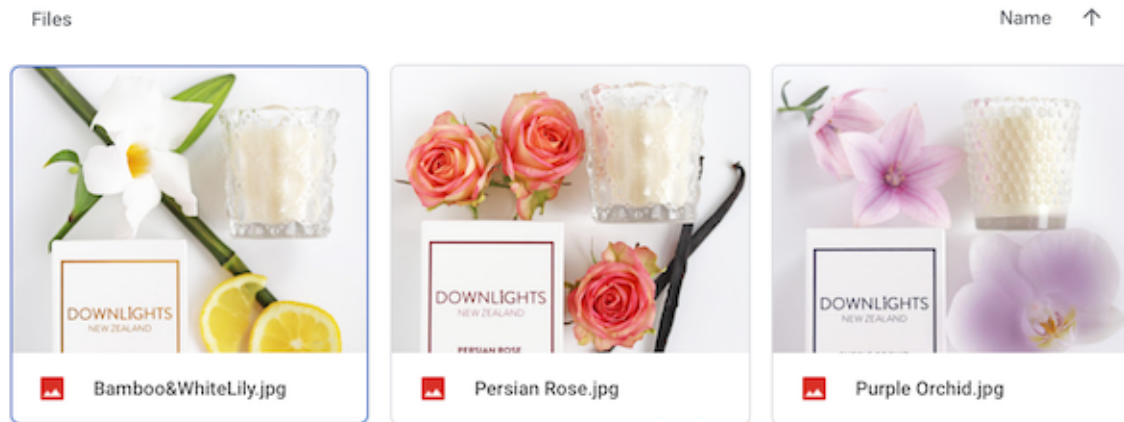 Files
Name
DOWNLIGHTS
NEW ZEALAND
DOWNLIGHTS
NEW ZEALAND
PERSIAN ROSE
DOWNLIGHTS
NEW ZEALAND
Bamboo&WhiteLily.jpg
Persian Rose.jpg
Purple Orchid.jpg